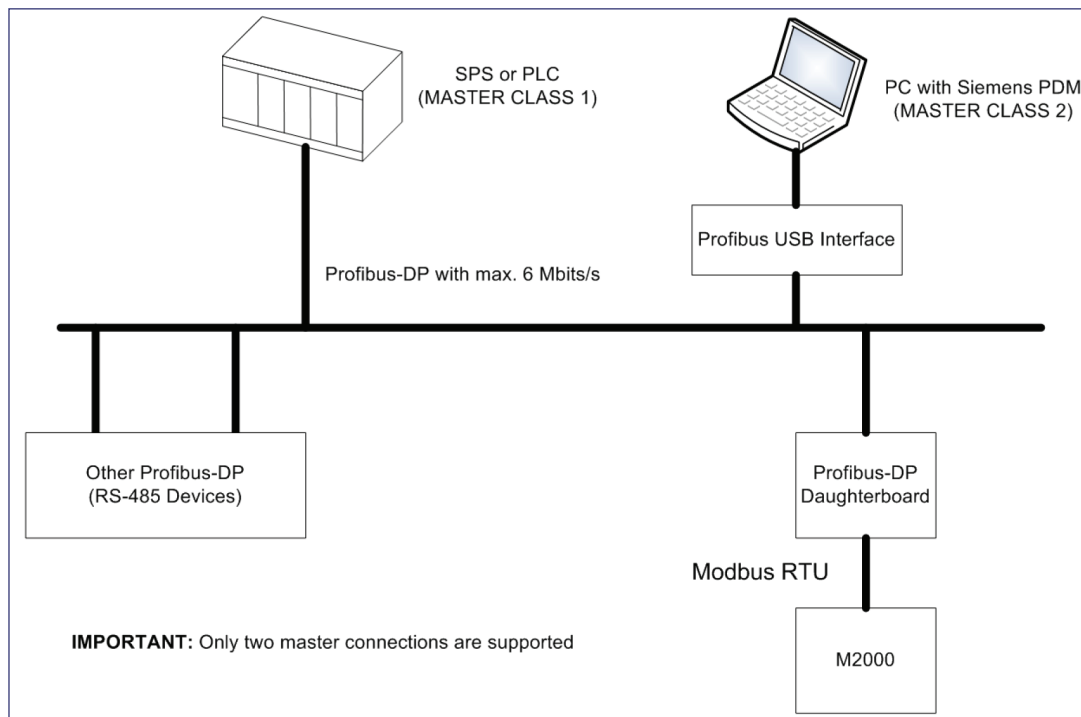 SPS or PLC
(MASTER CLASS 1)
PC with Siemens PDM
(MASTER CLASS 2)
Profibus USB Interface
Profibus-DP with max. 6 Mbits/s
Other Profibus-DP
(RS-485 Devices)
Profibus-DP
Daughterboard
Modbus RTU
M2000
IMPORTANT: Only two master connections are supported